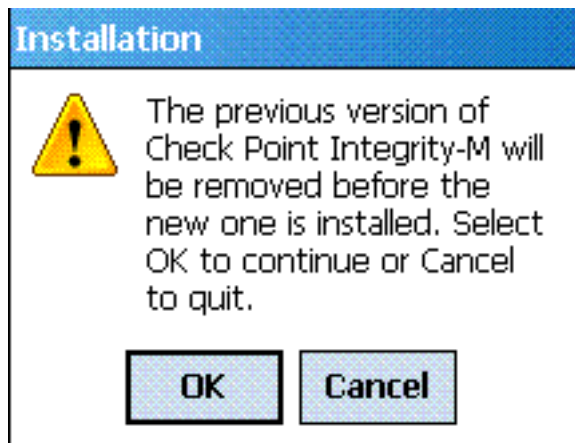 Installation
The previous version of
Check Point Integrity-M will
be removed before the
new one is installed. Select
OK to continue or Cancel
to quit.
OK
Cancel